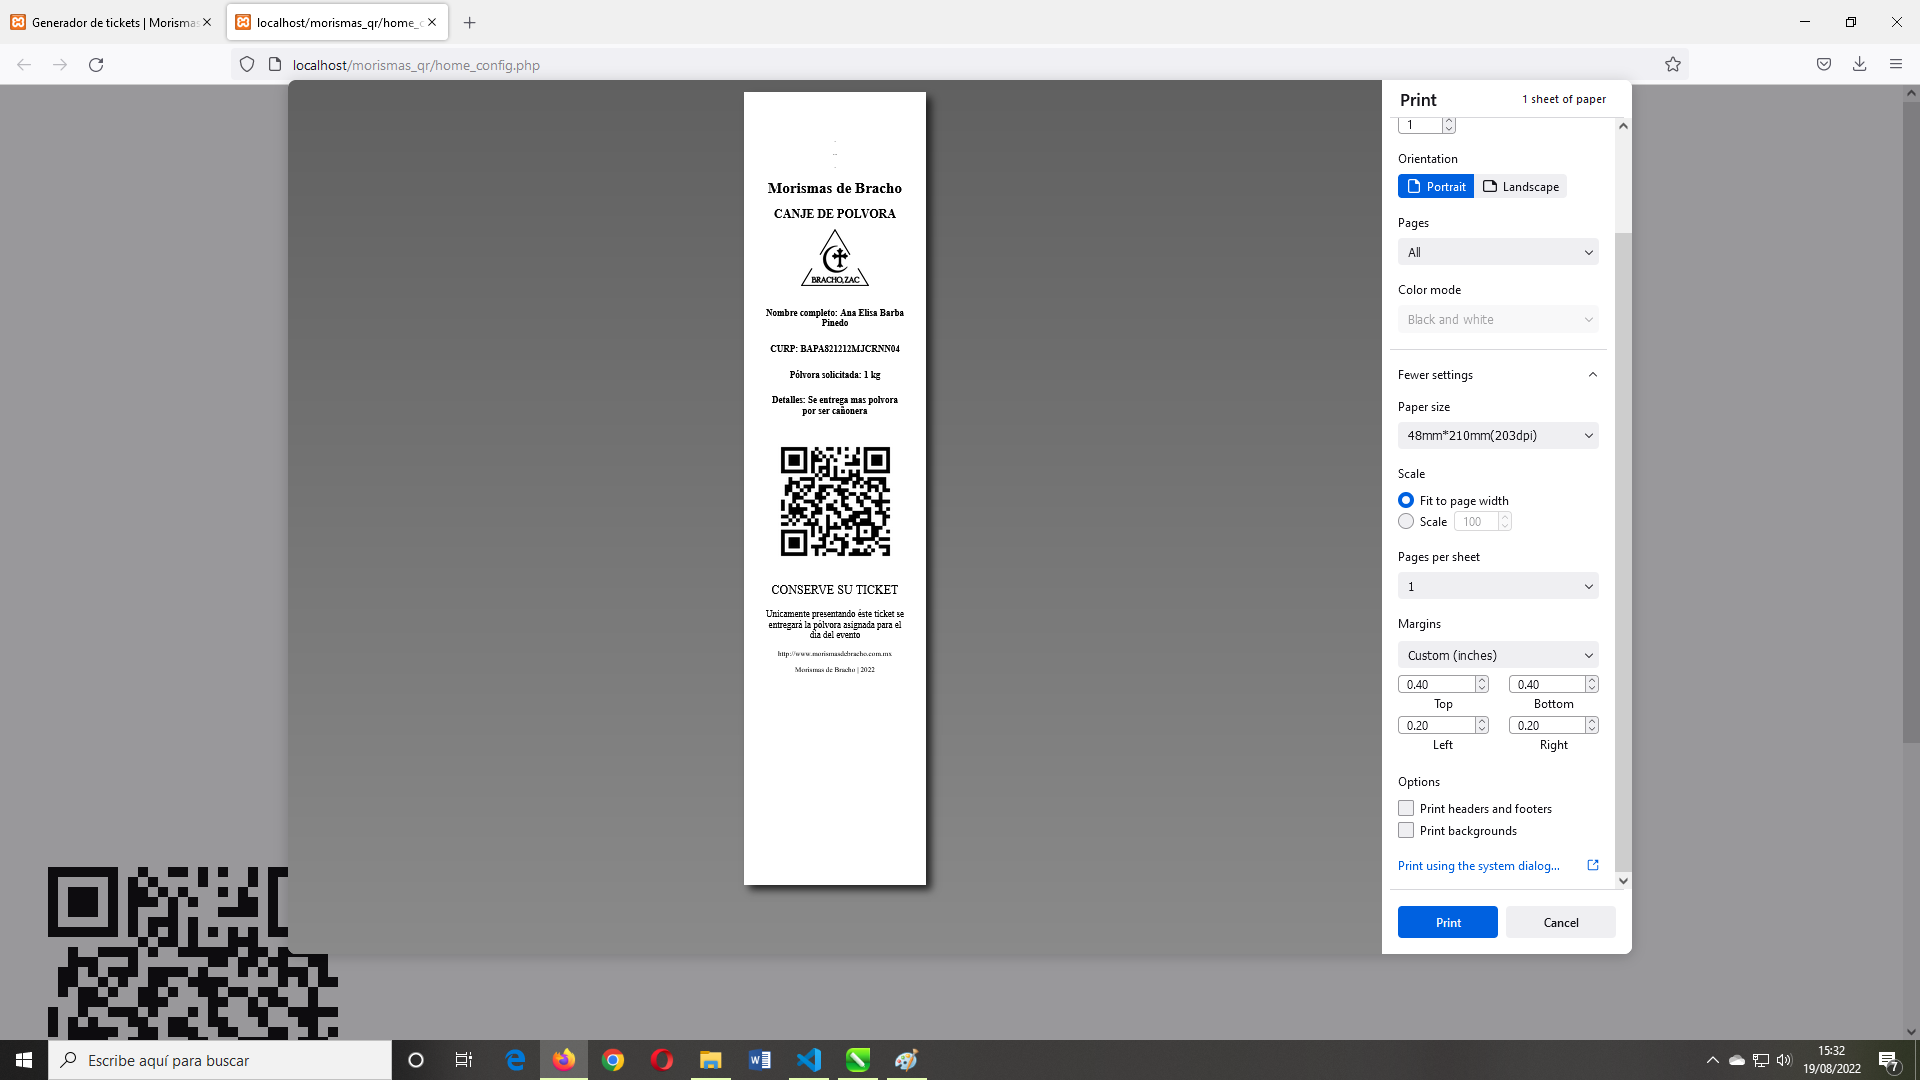 Generador de tickets | Morismas
localhost/morismas_qr/home_c
localhost/morismas_qr/home_config.php
Morismas de Bracho
CANJE DE POLVORA
BRACHO,ZAC
Nombre completo: Ana Elisa Barba
Pinedo
CURP: BAPA821212MJCRNN04
Pólvora solicitada: 1 kg
Detalles: Se entrega mas polvora
por ser cañonera
CONSERVE SU TICKET
Unicamente presentando éste ticket se
entregará la pólvora asignada para el
dia del evento
http://www.morismasdebracho.com.mx
Morismas de Bracho | 2022
Print
1 sheet of paper
1
Orientation
Portrait
Landscape
Pages
All
Color mode
Black and white
Fewer settings
Paper size
48mm*210mm(203dpi)
Scale
Fit to page width
Scale 100
Pages per sheet
1
Margins
Custom (inches)
0.40 0.40
Top Bottom
0.20 0.20
Left Right
Options
Print headers and footers
Print backgrounds
Print using the system dialog...
Print Cancel
Escribe aquí para buscar
15:32
19/08/2022
7